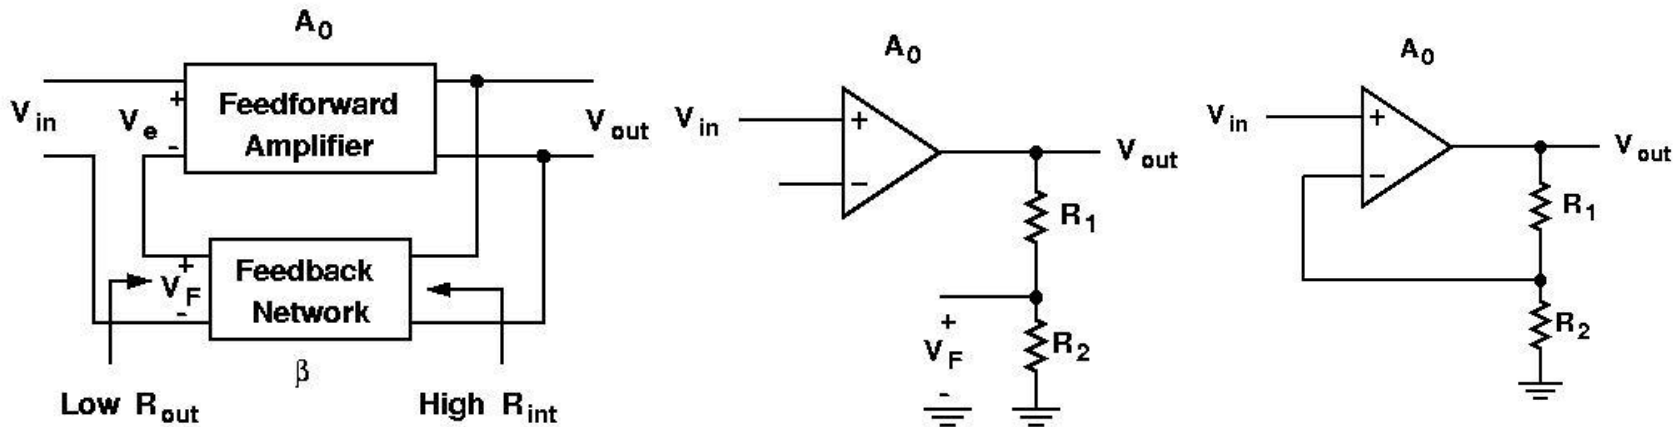 A0
Vin
+
Ve
-
Feedforward
Amplifier
Vout
+
VF
-
Feedback
Network
β
Low Rout
High Rint
A0
Vin
+
−
Vout
R1
+
VF
-
R2
A0
Vin
+
−
Vout
R1
R2